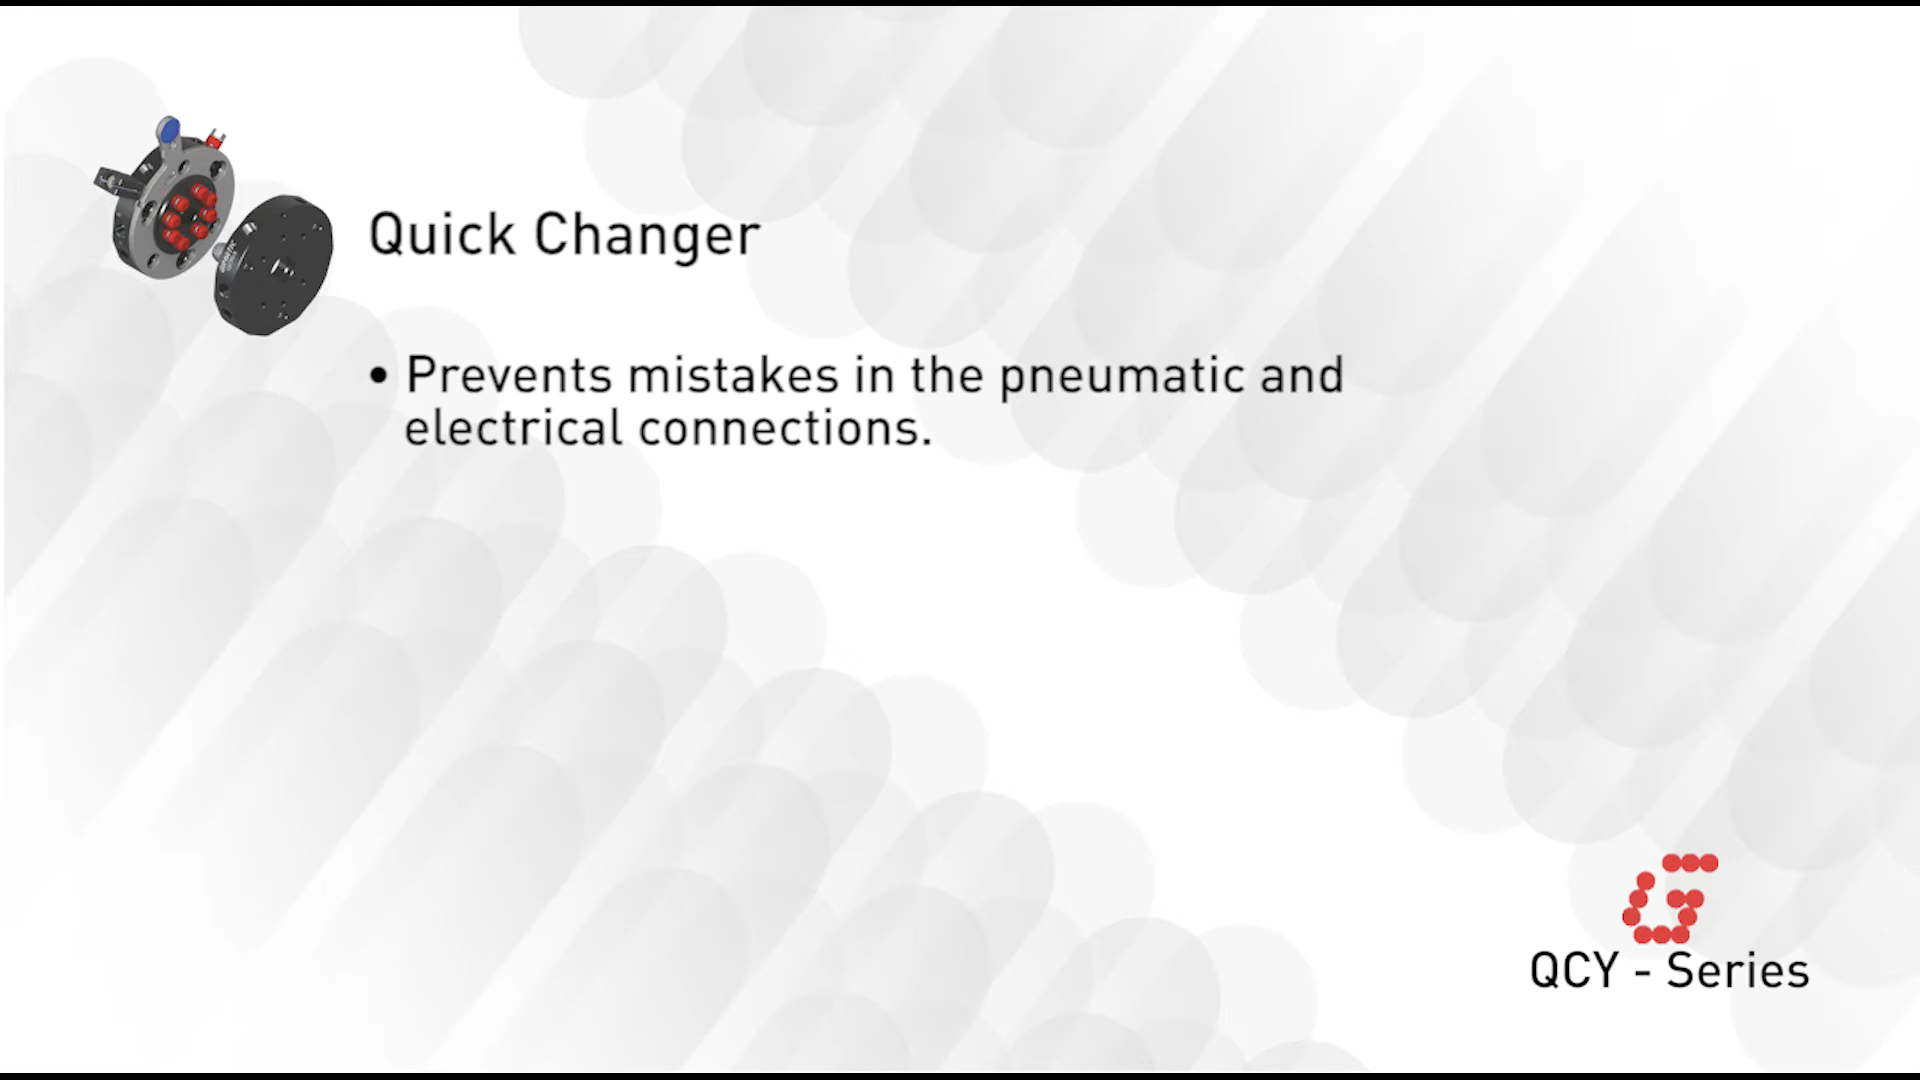 Quick Changer
• Prevents mistakes in the pneumatic and
electrical connections.
QCY - Series